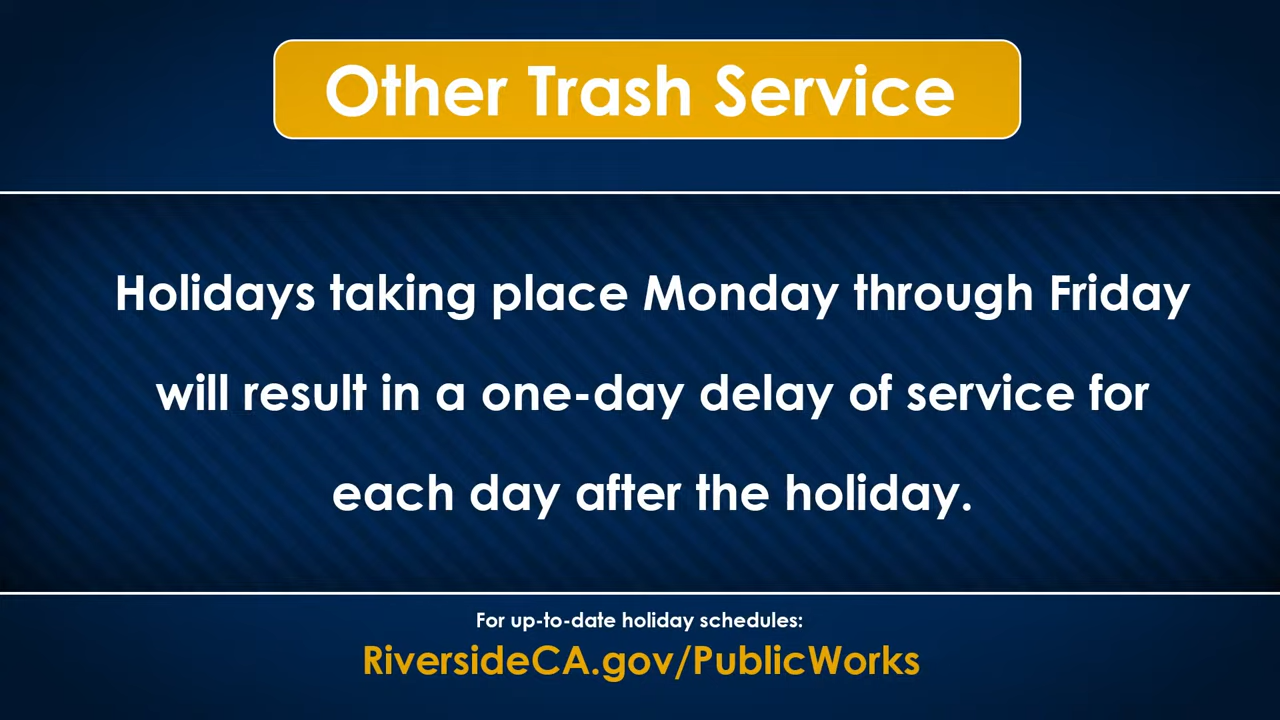 Other Trash Service
Holidays taking place Monday through Friday
will result in a one-day delay of service for
each day after the holiday.
For up-to-date holiday schedules:
RiversideCA.gov/PublicWorks